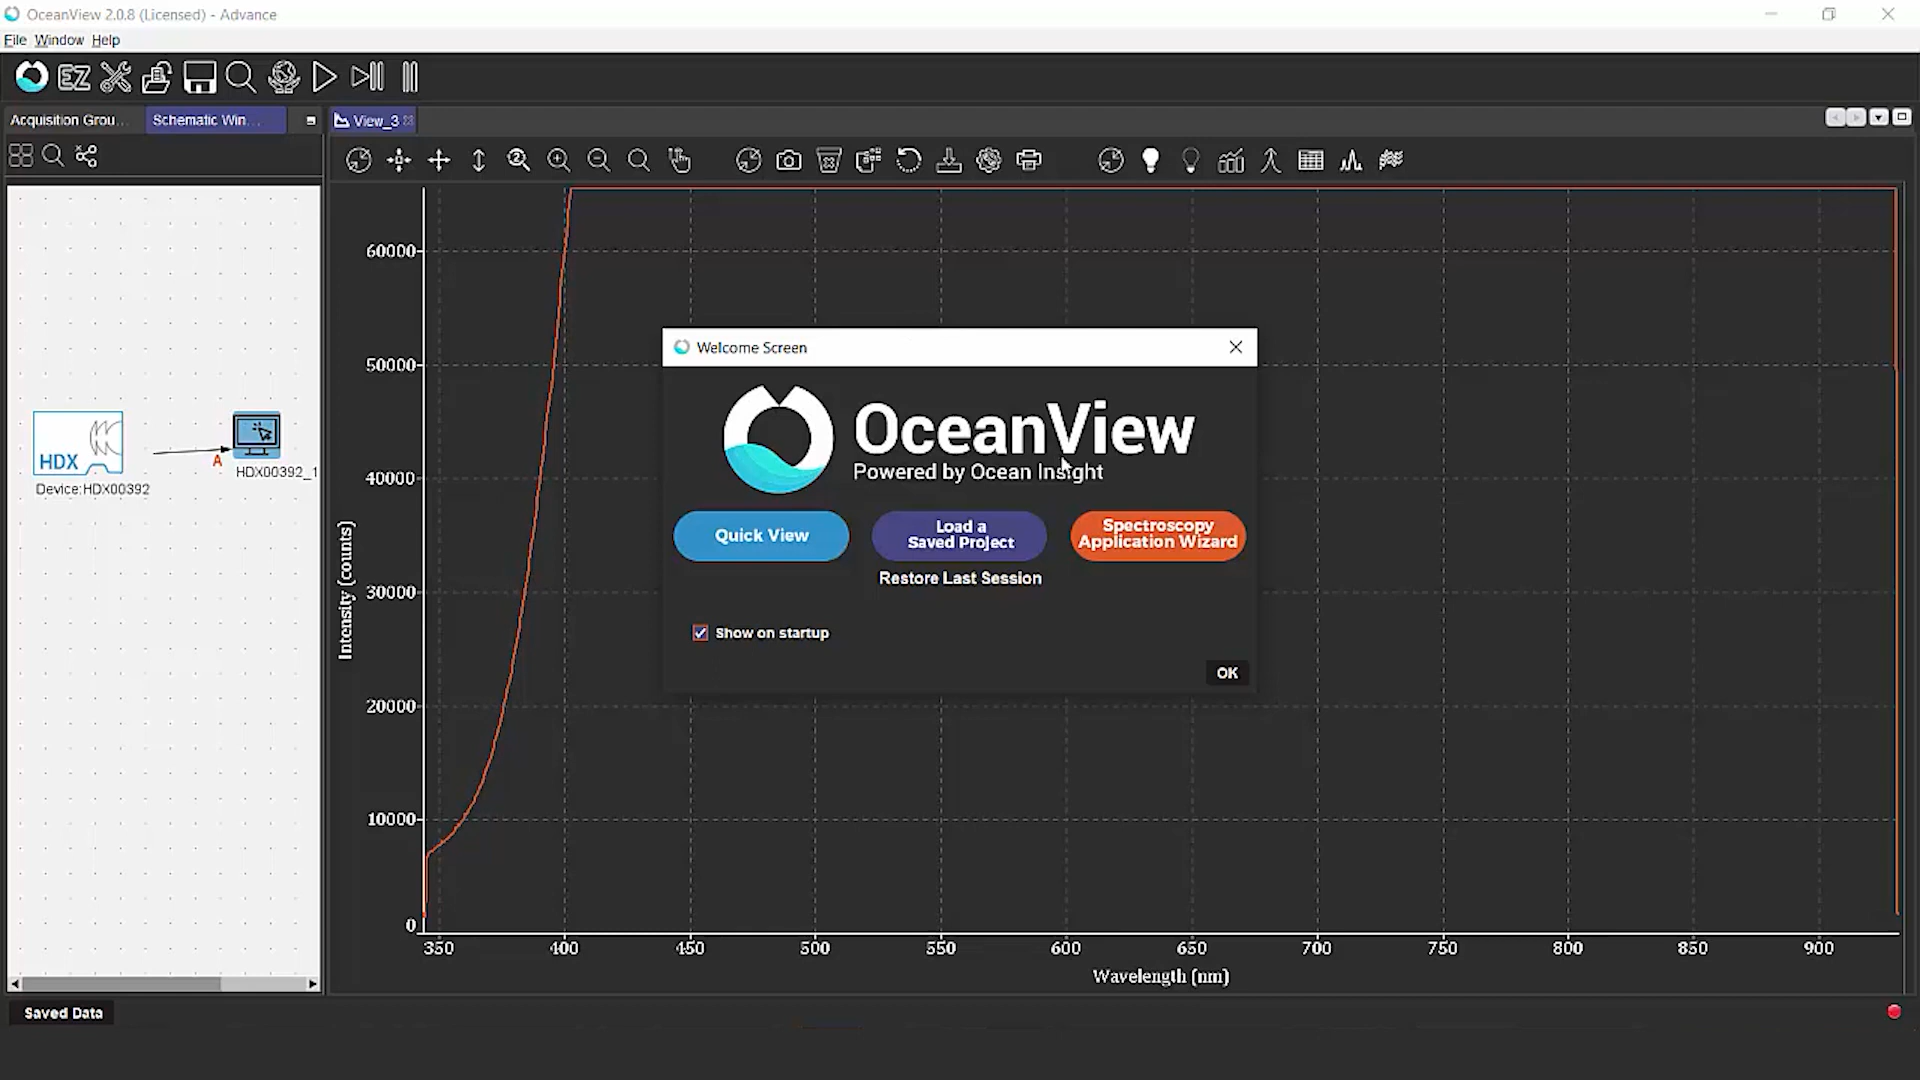 OceanView 2.0.8 (Licensed) - Advance
File Window Help
EZ
Acquisition Grou...
Schematic Win...
View_3
60000
50000
40000
30000
20000
10000
0
Intensity (counts)
350 400 450 500 550 600 650 700 750 800 850 900
Wavelength (nm)
HDX
Device:HDX00392
A
HDX00392_1
Welcome Screen
OceanView
Powered by Ocean Insight
Quick View
Load a
Saved Project
Spectroscopy
Application Wizard
Restore Last Session
Show on startup
OK
Saved Data